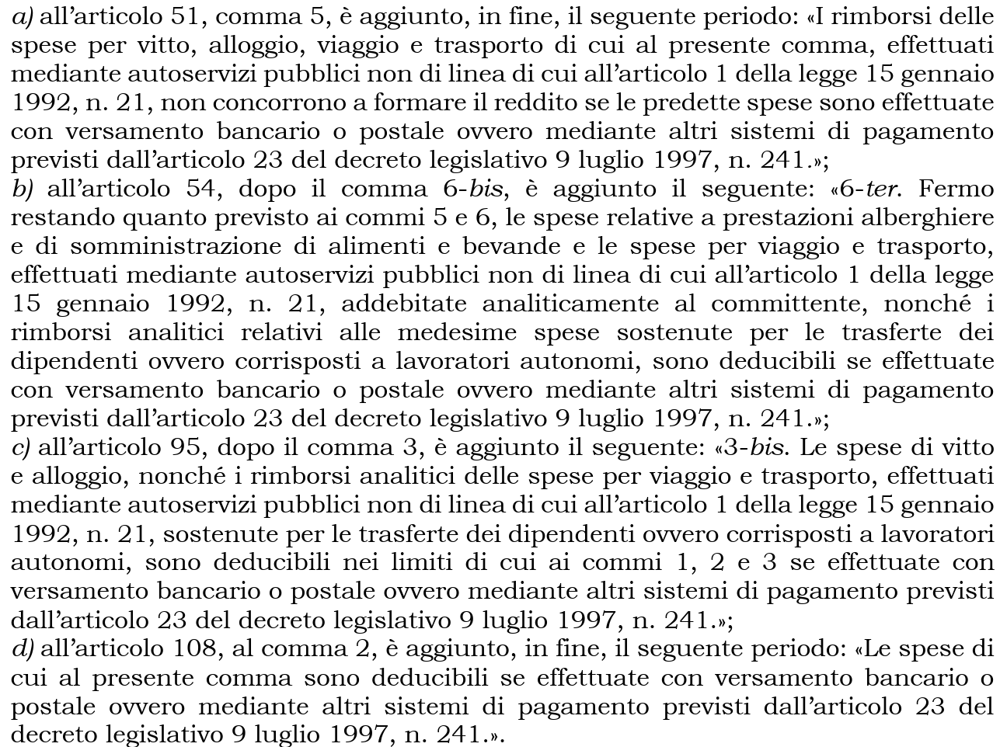 a) all’articolo 51, comma 5, è aggiunto, in fine, il seguente periodo: «I rimborsi delle
spese per vitto, alloggio, viaggio e trasporto di cui al presente comma, effettuati
mediante autoservizi pubblici non di linea di cui all’articolo 1 della legge 15 gennaio
1992, n. 21, non concorrono a formare il reddito se le predette spese sono effettuate
con versamento bancario o postale ovvero mediante altri sistemi di pagamento
previsti dall’articolo 23 del decreto legislativo 9 luglio 1997, n. 241.»;
b) all’articolo 54, dopo il comma 6-bis, è aggiunto il seguente: «6-ter. Fermo
restando quanto previsto ai commi 5 e 6, le spese relative a prestazioni alberghiere
e di somministrazione di alimenti e bevande e le spese per viaggio e trasporto,
effettuati mediante autoservizi pubblici non di linea di cui all’articolo 1 della legge
15 gennaio 1992, n. 21, addebitate analiticamente al committente, nonché i
rimborsi analitici relativi alle medesime spese sostenute per le trasferte dei
dipendenti ovvero corrisposti a lavoratori autonomi, sono deducibili se effettuate
con versamento bancario o postale ovvero mediante altri sistemi di pagamento
previsti dall’articolo 23 del decreto legislativo 9 luglio 1997, n. 241.»;
c) all’articolo 95, dopo il comma 3, è aggiunto il seguente: «3-bis. Le spese di vitto
e alloggio, nonché i rimborsi analitici delle spese per viaggio e trasporto, effettuati
mediante autoservizi pubblici non di linea di cui all’articolo 1 della legge 15 gennaio
1992, n. 21, sostenute per le trasferte dei dipendenti ovvero corrisposti a lavoratori
autonomi, sono deducibili nei limiti di cui ai commi 1, 2 e 3 se effettuate con
versamento bancario o postale ovvero mediante altri sistemi di pagamento previsti
dall’articolo 23 del decreto legislativo 9 luglio 1997, n. 241.»;
d) all’articolo 108, al comma 2, è aggiunto, in fine, il seguente periodo: «Le spese di
cui al presente comma sono deducibili se effettuate con versamento bancario o
postale ovvero mediante altri sistemi di pagamento previsti dall’articolo 23 del
decreto legislativo 9 luglio 1997, n. 241.».